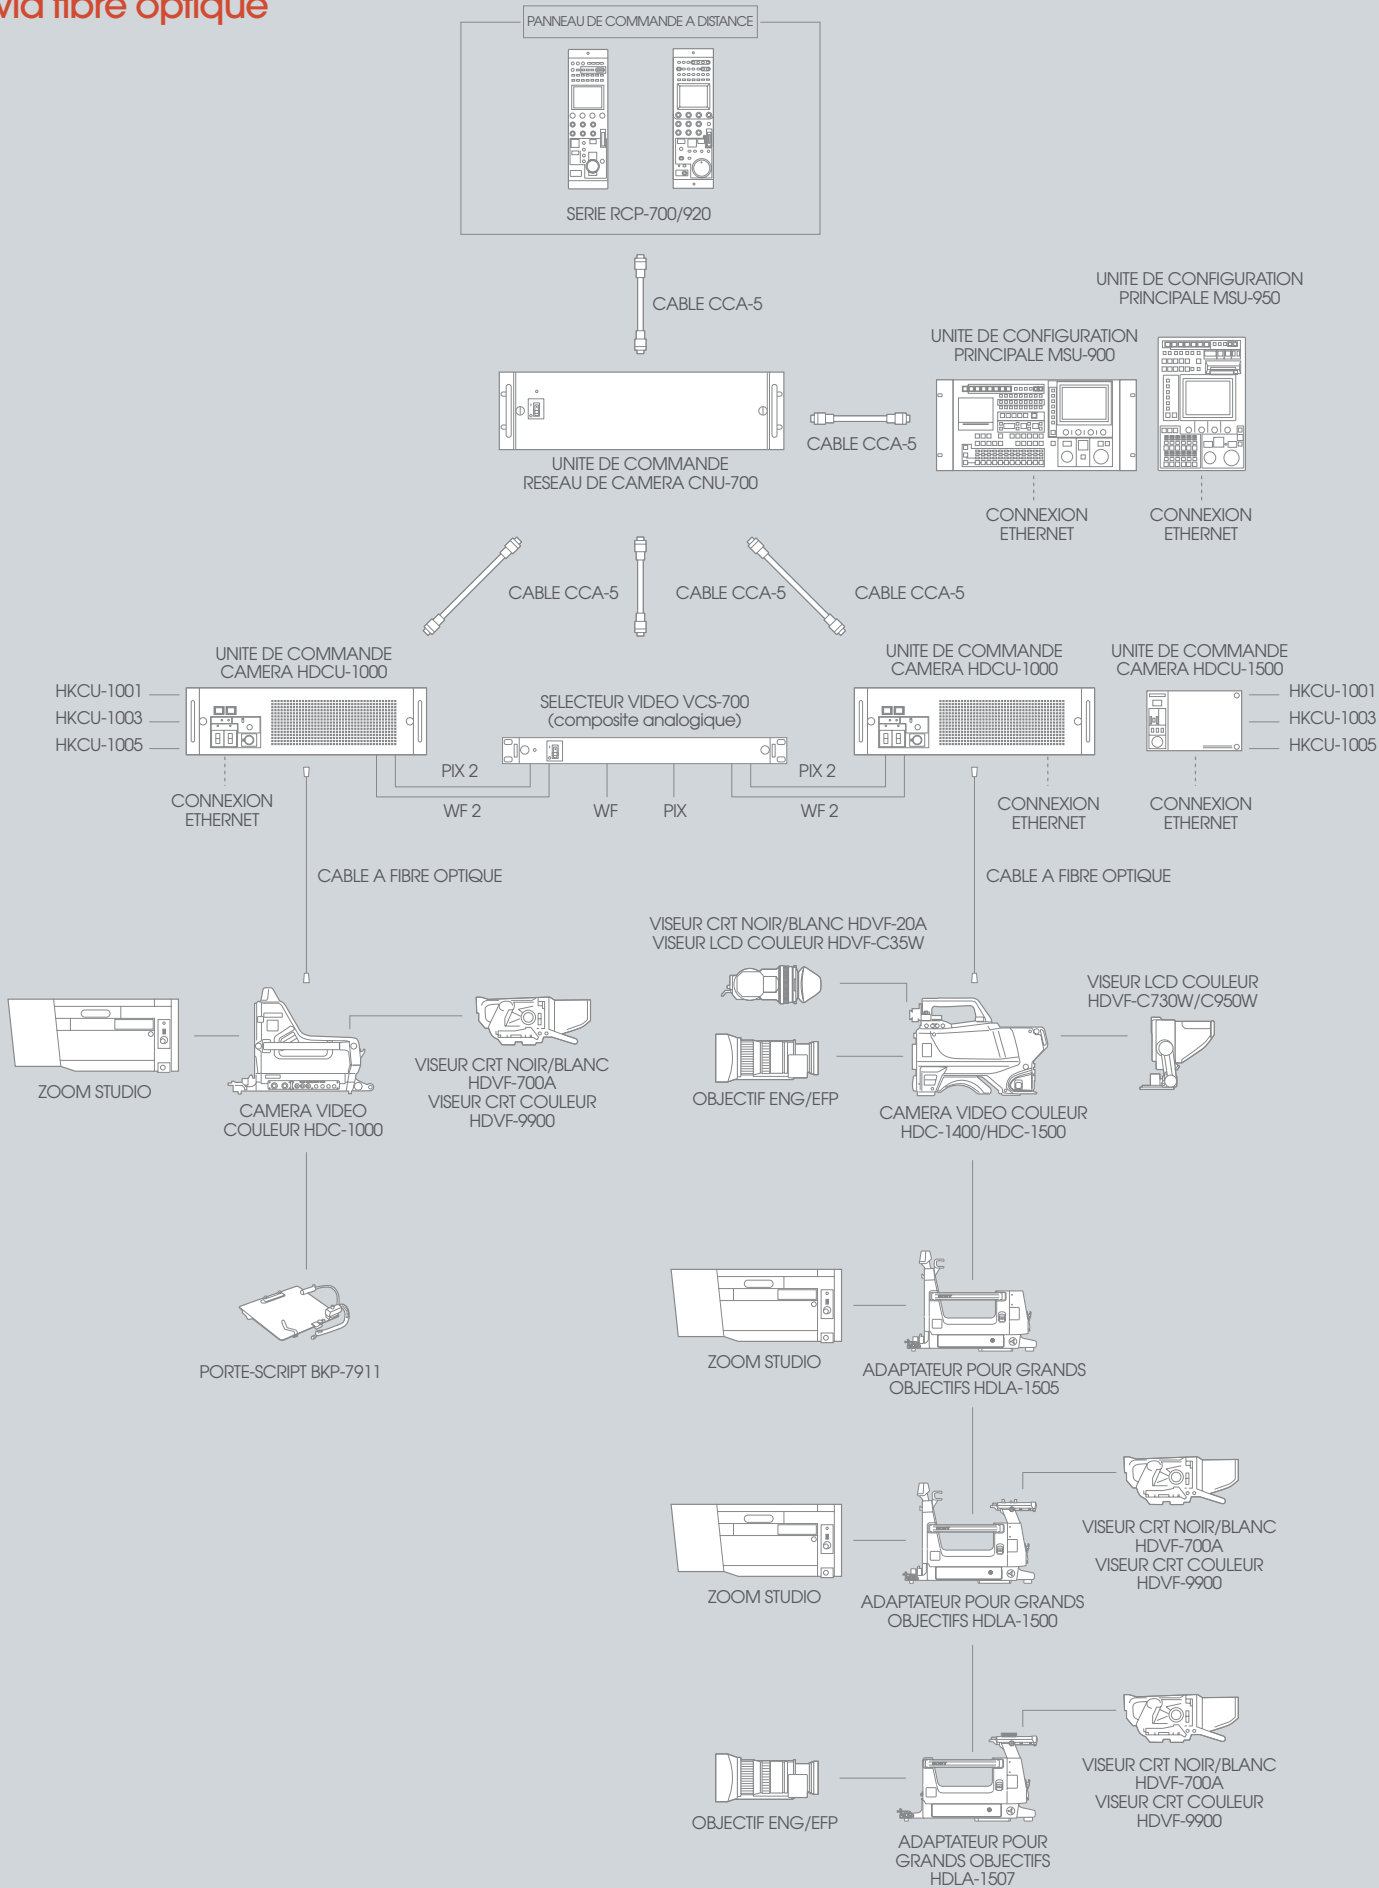 via fibre optique
PANNEAU DE COMMANDE A DISTANCE
SERIE RCP-700/920
CABLE CCA-5
UNITE DE CONFIGURATION
PRINCIPALE MSU-950
UNITE DE CONFIGURATION
PRINCIPALE MSU-900
CABLE CCA-5
UNITE DE COMMANDE
RESEAU DE CAMERA CNU-700
CONNEXION
ETHERNET
CONNEXION
ETHERNET
CABLE CCA-5
CABLE CCA-5
CABLE CCA-5
UNITE DE COMMANDE
CAMERA HDCU-1000
UNITE DE COMMANDE
CAMERA HDCU-1000
UNITE DE COMMANDE
CAMERA HDCU-1500
HKCU-1001
HKCU-1003
HKCU-1005
SELECTEUR VIDEO VCS-700
(composite analogique)
HKCU-1001
HKCU-1003
HKCU-1005
PIX 2
PIX 2
WF 2
WF
PIX
WF 2
CONNEXION
ETHERNET
CONNEXION
ETHERNET
CONNEXION
ETHERNET
CABLE A FIBRE OPTIQUE
CABLE A FIBRE OPTIQUE
VISEUR CRT NOIR/BLANC HDVF-20A
VISEUR LCD COULEUR HDVF-C35W
VISEUR LCD COULEUR
HDVF-C730W/C950W
ZOOM STUDIO
VISEUR CRT NOIR/BLANC
HDVF-700A
VISEUR CRT COULEUR
HDVF-9900
CAMERA VIDEO
COULEUR HDC-1000
OBJECTIF ENG/EFP
CAMERA VIDEO COULEUR
HDC-1400/HDC-1500
PORTE-SCRIPT BKP-7911
ZOOM STUDIO
ADAPTATEUR POUR GRANDS
OBJECTIFS HDLA-1505
ZOOM STUDIO
ADAPTATEUR POUR GRANDS
OBJECTIFS HDLA-1500
VISEUR CRT NOIR/BLANC
HDVF-700A
VISEUR CRT COULEUR
HDVF-9900
OBJECTIF ENG/EFP
ADAPTATEUR POUR
GRANDS OBJECTIFS
HDLA-1507
VISEUR CRT NOIR/BLANC
HDVF-700A
VISEUR CRT COULEUR
HDVF-9900